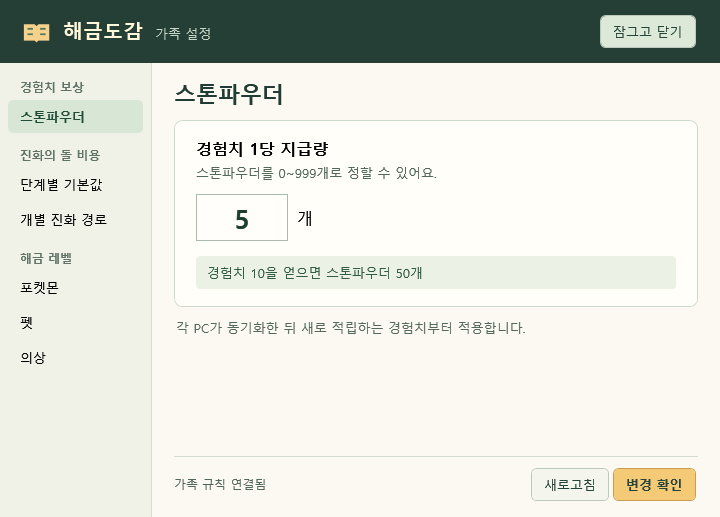 해금도감 가족 설정
잠그고 닫기
경험치 보상
스톤파우더
진화의 돌 비용
단계별 기본값
개별 진화 경로
해금 레벨
포켓몬
펫
의상
스톤파우더
경험치 1당 지급량
스톤파우더를 0~999개로 정할 수 있어요.
5 개
경험치 10을 얻으면 스톤파우더 50개
각 PC가 동기화한 뒤 새로 적립하는 경험치부터 적용합니다.
가족 규칙 연결됨
새로고침
변경 확인